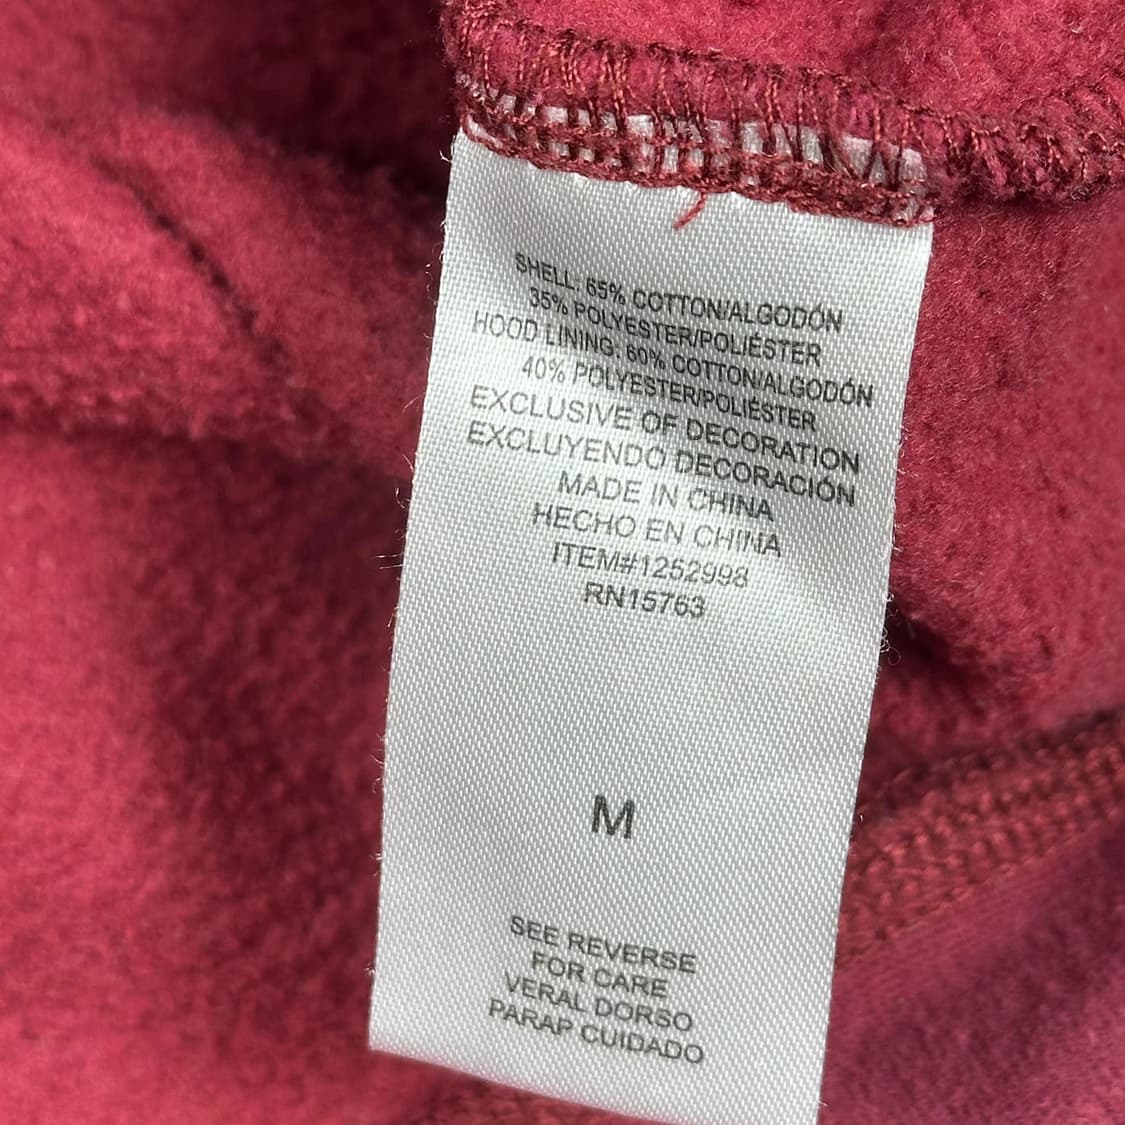 SHELL: 65% COTTON/ALGODÓN
35% POLYESTER/POLIÉSTER
HOOD LINING: 60% COTTON/ALGODÓN
40% POLYESTER/POLIÉSTER
EXCLUSIVE OF DECORATION
EXCLUYENDO DECORACIÓN
MADE IN CHINA
HECHO EN CHINA
ITEM#1252998
RN15763
M
SEE REVERSE
FOR CARE
VERAL DORSO
PARAP CUIDADO